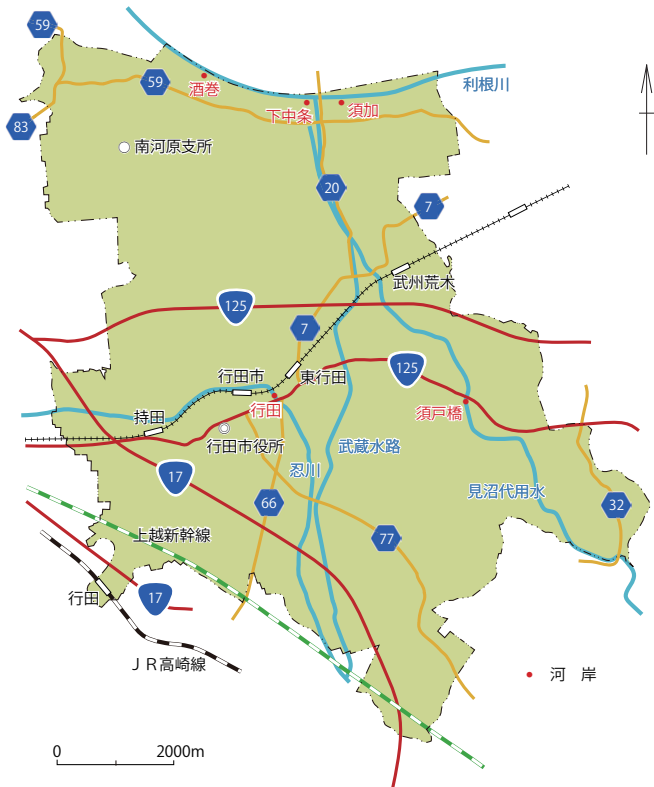 59
59
酒巻
利根川
下中条
須加
83
南河原支所
20
7
武州荒木
125
7
行田市
東行田
125
行田
須戸橋
持田
行田市役所
忍川
武蔵水路
17
見沼代用水
66
32
上越新幹線
77
行田
17
JR高崎線
河 岸
0 2000m